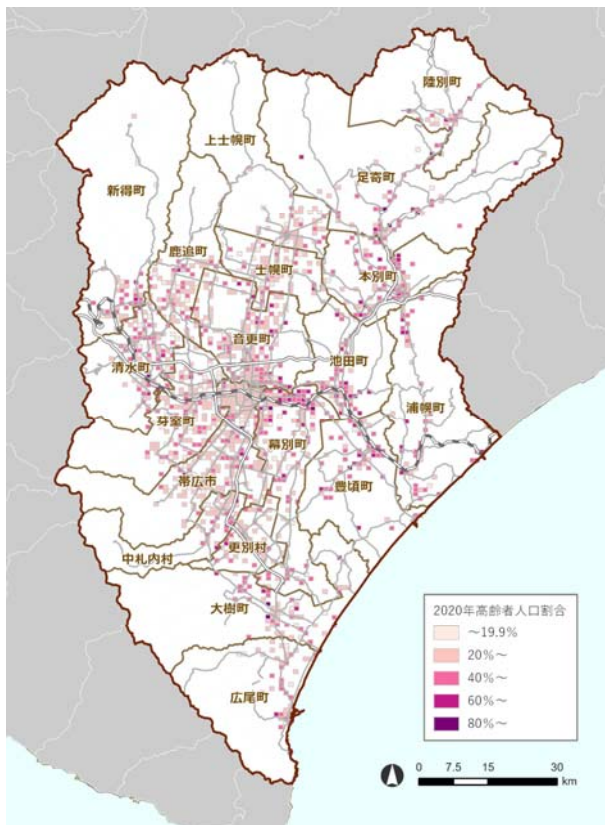 陸別町
上士幌町
足寄町
新得町
鹿追町
士幌町
本別町
音更町
池田町
清水町
浦幌町
芽室町
幕別町
豊頃町
帯広市
更別村
中札内村
大樹町
広尾町
2020年高齢者人口割合
～19.9%
20%～
40%～
60%～
80%～
0 7.5 15 30
km